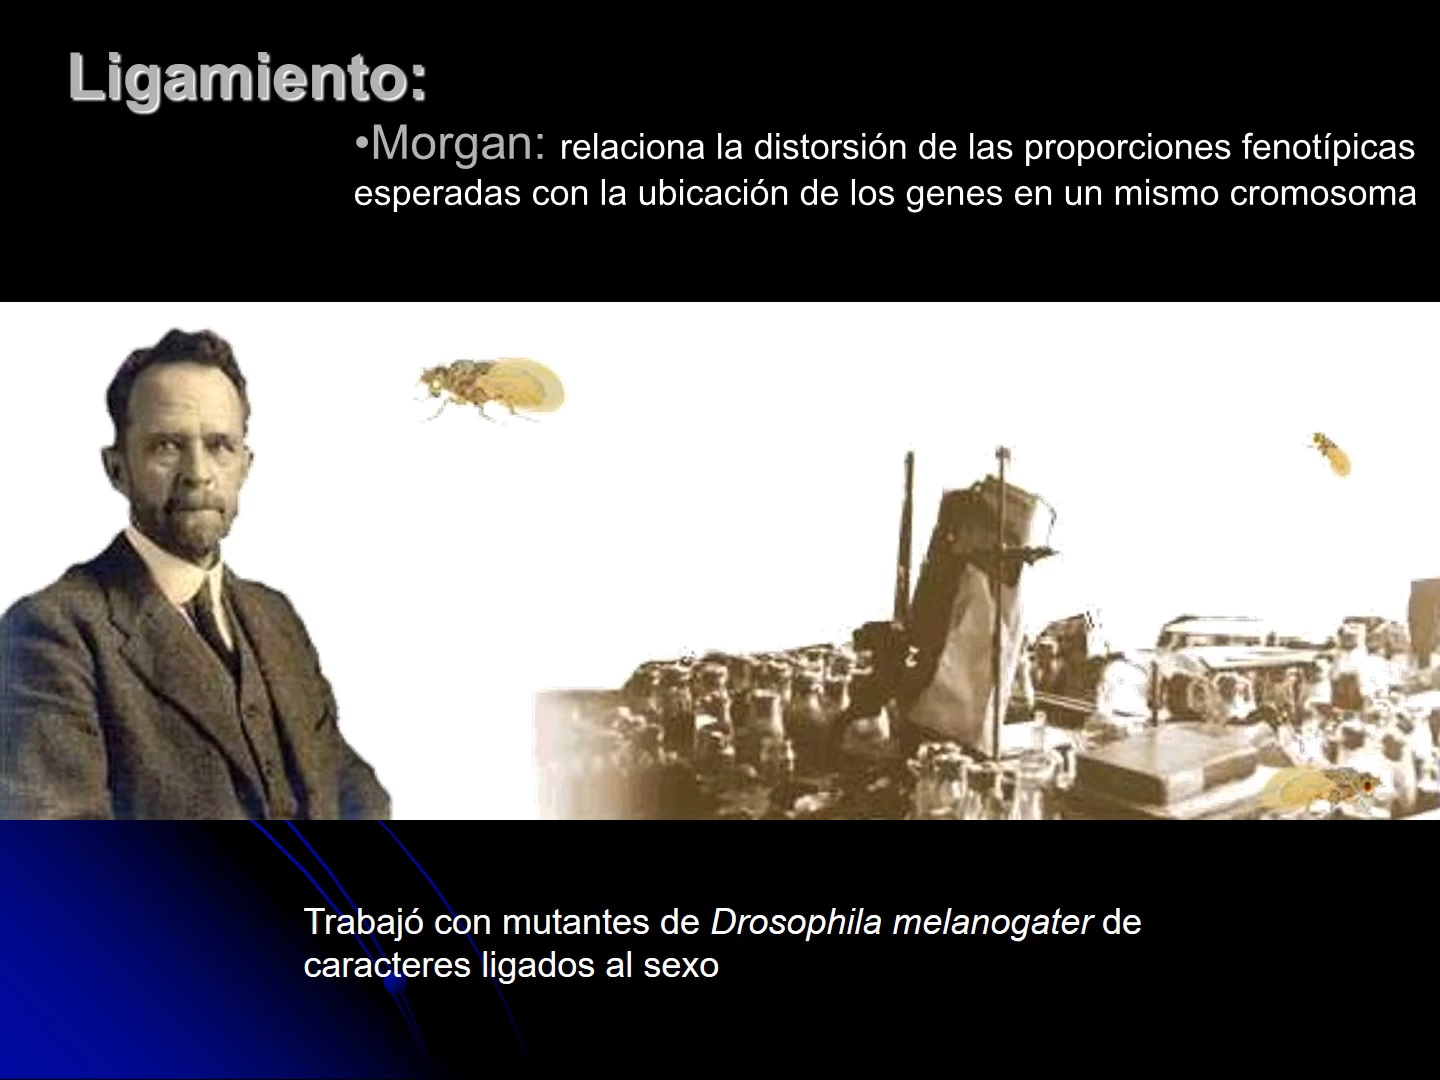 Ligamiento:
•Morgan: relaciona la distorsión de las proporciones fenotípicas
esperadas con la ubicación de los genes en un mismo cromosoma
Trabajó con mutantes de Drosophila melanogater de
caracteres ligados al sexo